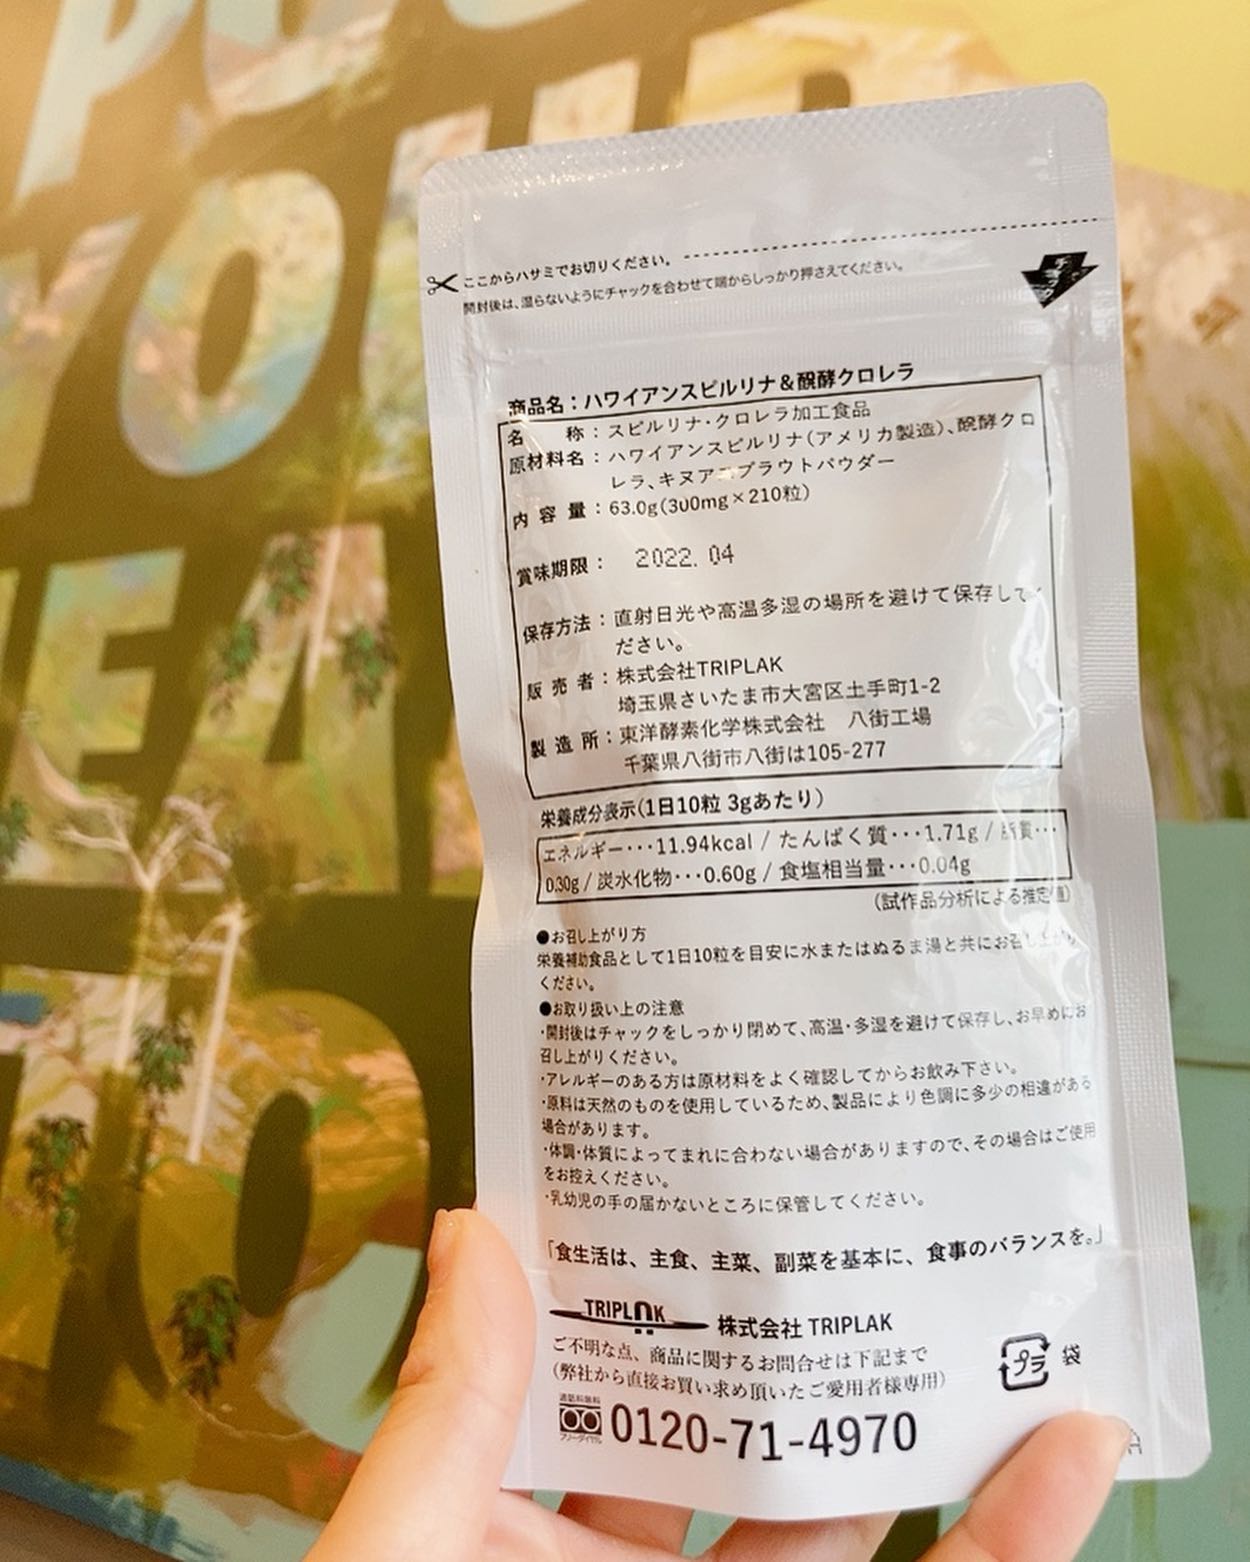 YOUR
HEA
TO
ここからハサミでお切りください。
開封後は、湿らないようにチャックを合わせて端からしっかり押さえてください。
チャック
商品名：ハワイアンスピルリナ＆醗酵クロレラ
名　　称：スピルリナ・クロレラ加工食品
原材料名：ハワイアンスピルリナ（アメリカ製造）、醗酵クロ
レラ、キヌアスプラウトパウダー
内 容 量：63.0g（300mg×210粒）
賞味期限：　2022. 04
保存方法：直射日光や高温多湿の場所を避けて保存してく
ださい。
販 売 者：株式会社TRIPLAK
埼玉県さいたま市大宮区土手町1-2
製 造 所：東洋酵素化学株式会社　八街工場
千葉県八街市八街は105-277
栄養成分表示（1日10粒 3gあたり）
エネルギー・・・11.94kcal / たんぱく質・・・1.71g / 脂質・・・
0.30g / 炭水化物・・・0.60g / 食塩相当量・・・0.04g
（試作品分析による推定値）
●お召し上がり方
栄養補助食品として1日10粒を目安に水またはぬるま湯と共にお召し上がり
ください。
●お取り扱い上の注意
・開封後はチャックをしっかり閉めて、高温・多湿を避けて保存し、お早めにお
召し上がりください。
・アレルギーのある方は原材料をよく確認してからお飲み下さい。
・原料は天然のものを使用しているため、製品により色調に多少の相違がある
場合があります。
・体調・体質によってまれに合わない場合がありますので、その場合はご使用
をお控えください。
・乳幼児の手の届かないところに保管してください。
「食生活は、主食、主菜、副菜を基本に、食事のバランスを。」
TRIPLAK 株式会社 TRIPLAK
ご不明な点、商品に関するお問合せは下記まで
（弊社から直接お買い求め頂いたご愛用者様専用）
プラ 袋
通話料無料
フリーダイヤル
0120-71-4970